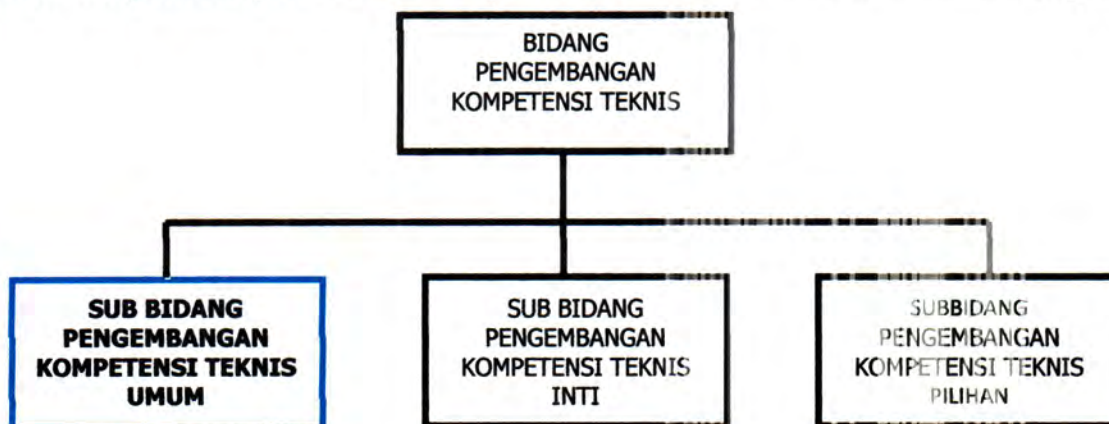 BIDANG
PENGEMBANGAN
KOMPETENSI TEKNIS
SUB BIDANG
PENGEMBANGAN
KOMPETENSI TEKNIS
UMUM
SUB BIDANG
PENGEMBANGAN
KOMPETENSI TEKNIS
INTI
SUBBIDANG
PENGEMBANGAN
KOMPETENSI TEKNIS
PILIHAN